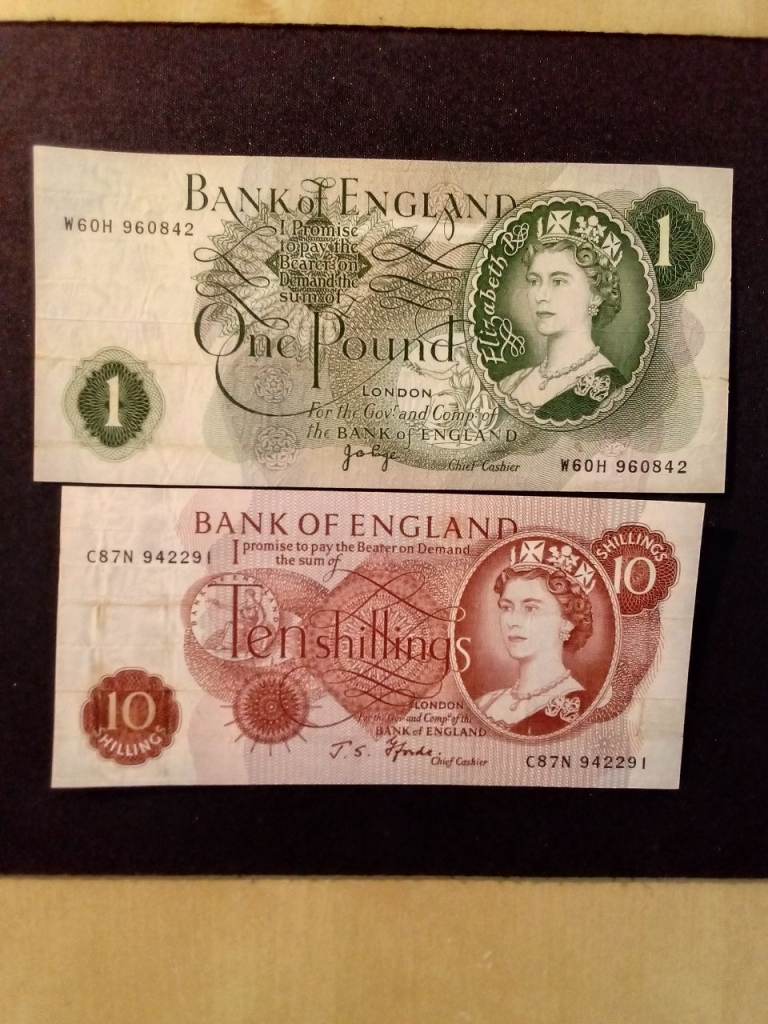 BANK of ENGLAND
W60H 960842
I Promise
to pay the
Bearer on
Demand the
sum of
One Pound
Elizabeth R
1
1
LONDON
For the Govr and Compa of
the BANK of ENGLAND
Chief Cashier
W60H 960842
BANK OF ENGLAND
C87N 942291
I promise to pay the Bearer on Demand
the sum of
SHILLINGS
10
Ten shillings
10
SHILLINGS
LONDON
For the Govr and Compa of the
BANK of ENGLAND
Chief Cashier
C87N 942291